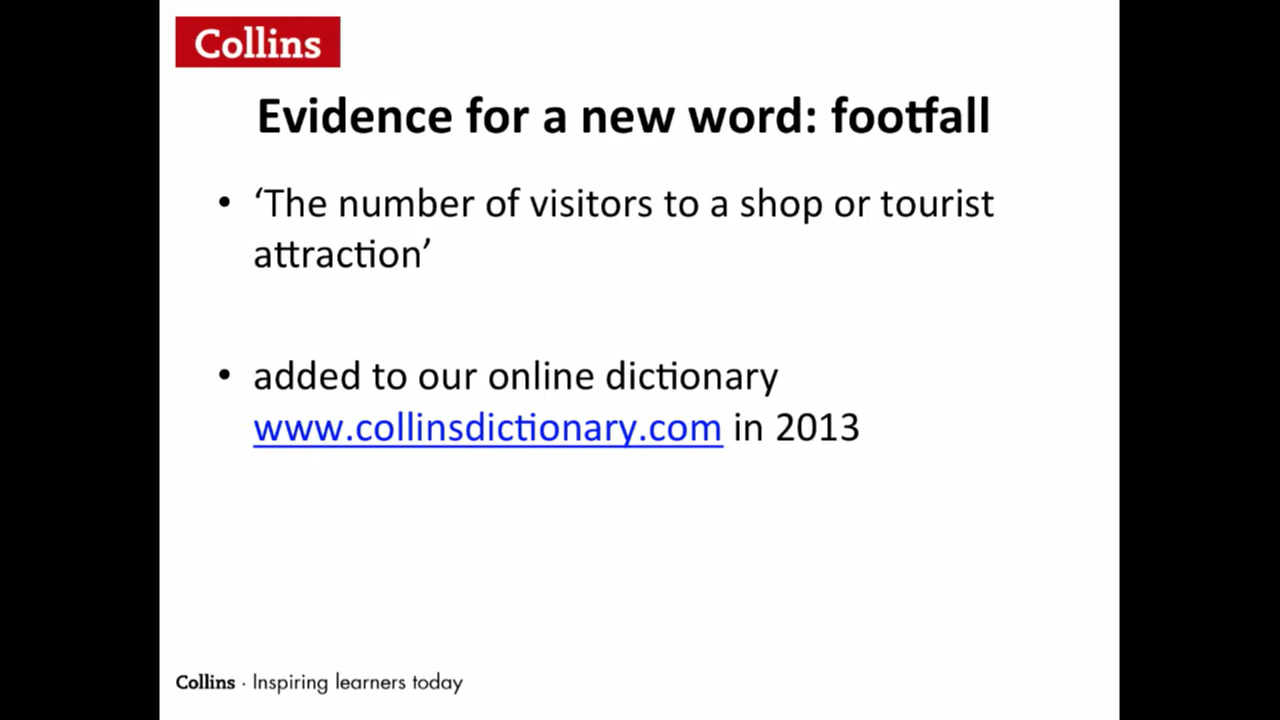 Collins
Evidence for a new word: footfall
• ‘The number of visitors to a shop or tourist
attraction’
• added to our online dictionary
www.collinsdictionary.com in 2013
Collins · Inspiring learners today